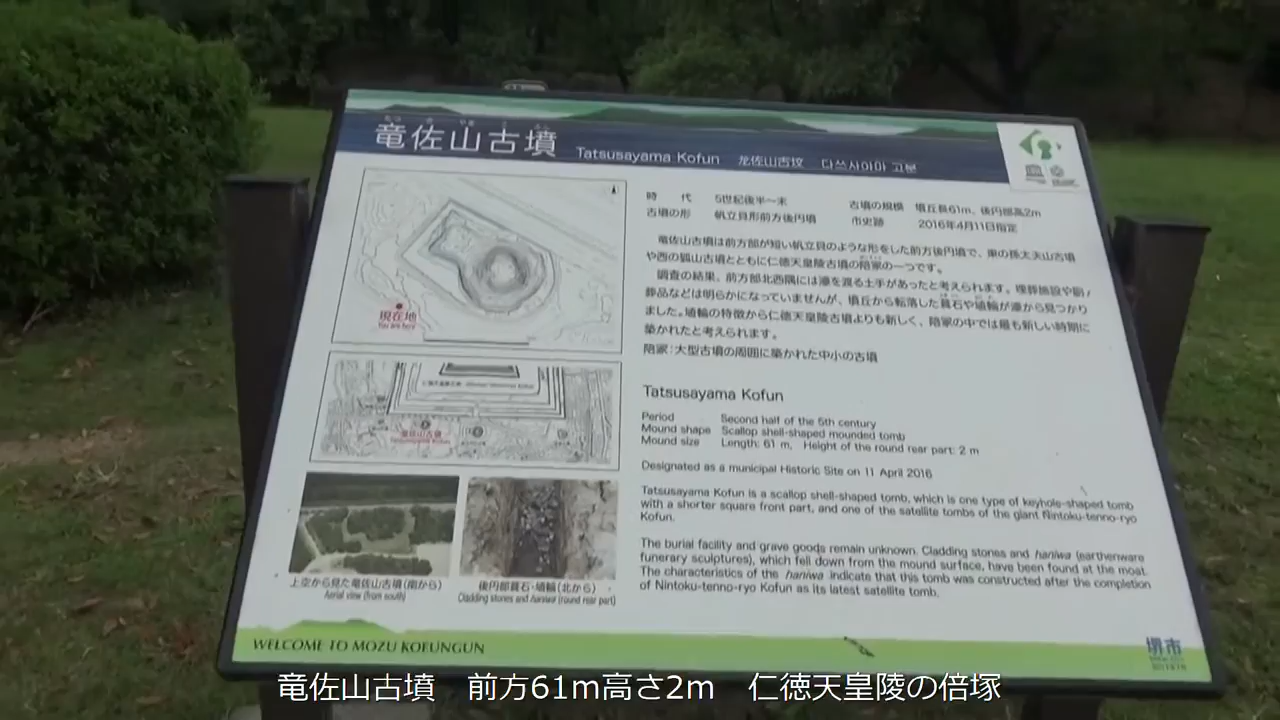 竜佐山古墳 Tatsusayama Kofun 龙佐山古坟 다쓰사야마 고분
時 代 5世紀後半～末 古墳の規模 墳丘長61m、後円部高2m
古墳の形 帆立貝形前方後円墳 市史跡 2016年4月11日指定
竜佐山古墳は前方部が短い帆立貝のような形をした前方後円墳で、東の孫太夫山古墳
や西の狐山古墳とともに仁徳天皇陵古墳の陪冢の一つです。
調査の結果、前方部北西隅には濠を渡る土手があったと考えられます。埋葬施設や副
葬品などは明らかになっていませんが、墳丘から転落した葺石や埴輪が濠から見つかり
ました。埴輪の特徴から仁徳天皇陵古墳よりも新しく、陪冢の中では最も新しい時期に
築かれたと考えられます。
陪冢：大型古墳の周囲に築かれた中小の古墳
Tatsusayama Kofun
Period Second half of the 5th century
Mound shape Scallop shell-shaped mounded tomb
Mound size Length: 61 m, Height of the round rear part: 2 m
Designated as a municipal Historic Site on 11 April 2016
Tatsusayama Kofun is a scallop shell-shaped tomb, which is one type of keyhole-shaped tomb
with a shorter square front part, and one of the satellite tombs of the giant Nintoku-tenno-ryo
Kofun.
The burial facility and grave goods remain unknown. Cladding stones and haniwa (earthenware
funerary sculptures), which fell down from the mound surface, have been found at the moat.
The characteristics of the haniwa indicate that this tomb was constructed after the completion
of Nintoku-tenno-ryo Kofun as its latest satellite tomb.
現在地
You are here
竜佐山古墳
Tatsusayama Kofun
上空から見た竜佐山古墳（南から）
Aerial view (from south)
後円部葺石・埴輪（北から）
Cladding stones and haniwa (round rear part)
WELCOME TO MOZU KOFUNGUN
堺市
竜佐山古墳 前方61m高さ2m 仁徳天皇陵の倍塚